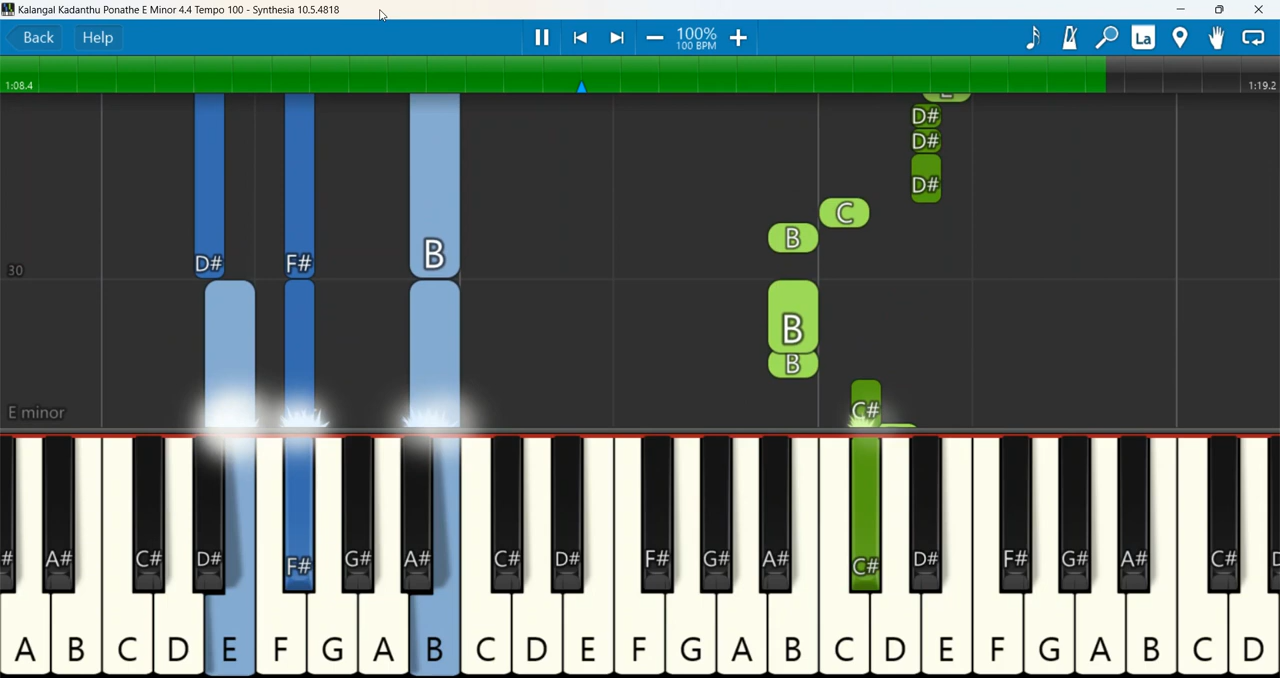 Kalangal Kadanthu Ponathe E Minor 4.4 Tempo 100 - Synthesia 10.5.4818
Back Help 100% La
100 BPM
1:08.4 1:19.2
D#
D#
D#
C
B
D# F# B
30
B
B
E minor C#
A# C# D# F# G# A# C# D# F# G# A# C# D# F# G# A# C#
A B C D E F G A B C D E F G A B C D E F G A B C D